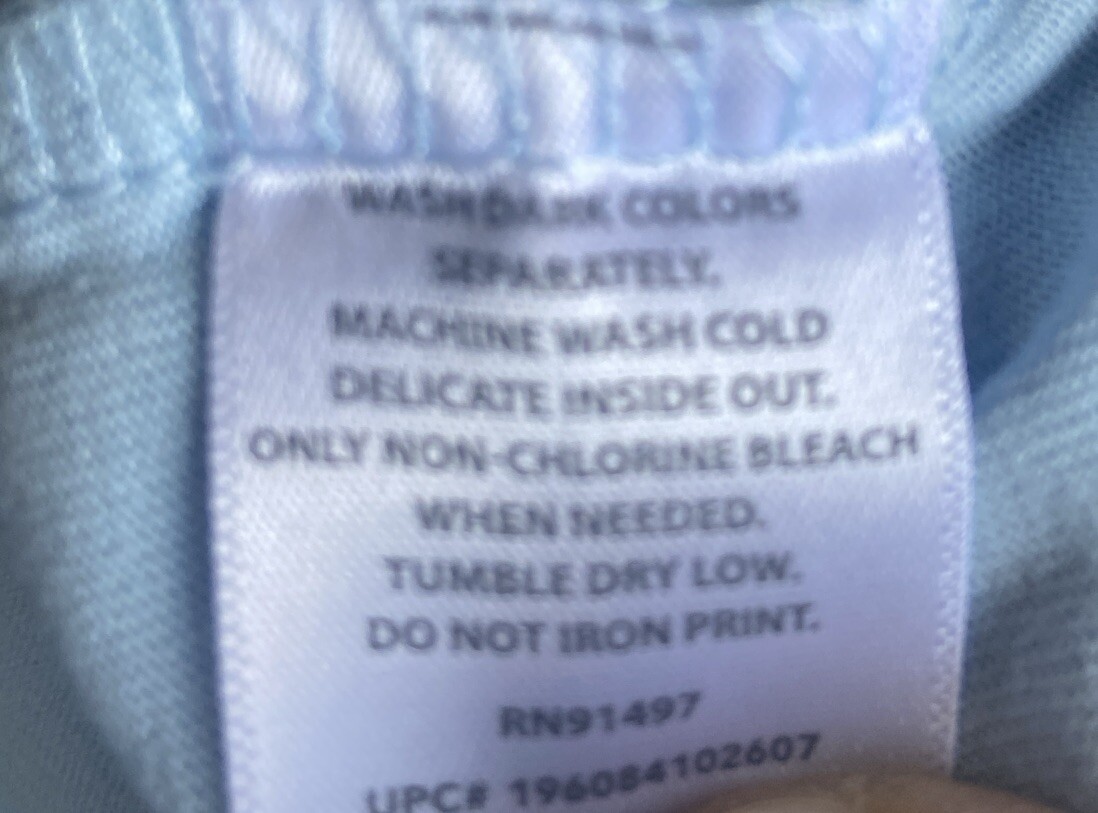 WASH DARK COLORS
SEPARATELY.
MACHINE WASH COLD
DELICATE INSIDE OUT.
ONLY NON-CHLORINE BLEACH
WHEN NEEDED.
TUMBLE DRY LOW.
DO NOT IRON PRINT.
RN91497
UPC# 196084102607